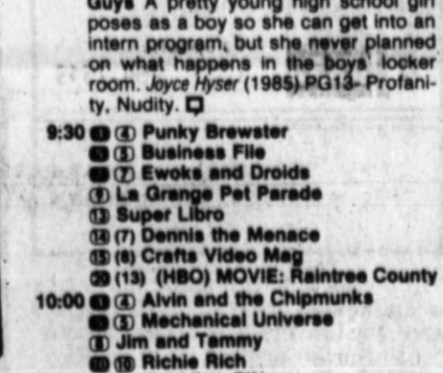 Guys A pretty young high school girl
poses as a boy so she can get into an
intern program, but she never planned
on what happens in the boys' locker
room. Joyce Hyser (1985) PG13- Profani-
ty, Nudity.
9:30 ④ Punky Brewster
⑤ Business File
⑦ Ewoks and Droids
⑨ La Grange Pet Parade
⑬ Super Libro
⑭ (7) Dennis the Menace
⑮ (8) Crafts Video Mag
⑳ (13) (HBO) MOVIE: Raintree County
10:00 ④ Alvin and the Chipmunks
⑤ Mechanical Universe
Jim and Tammy
⑩ Richie Rich